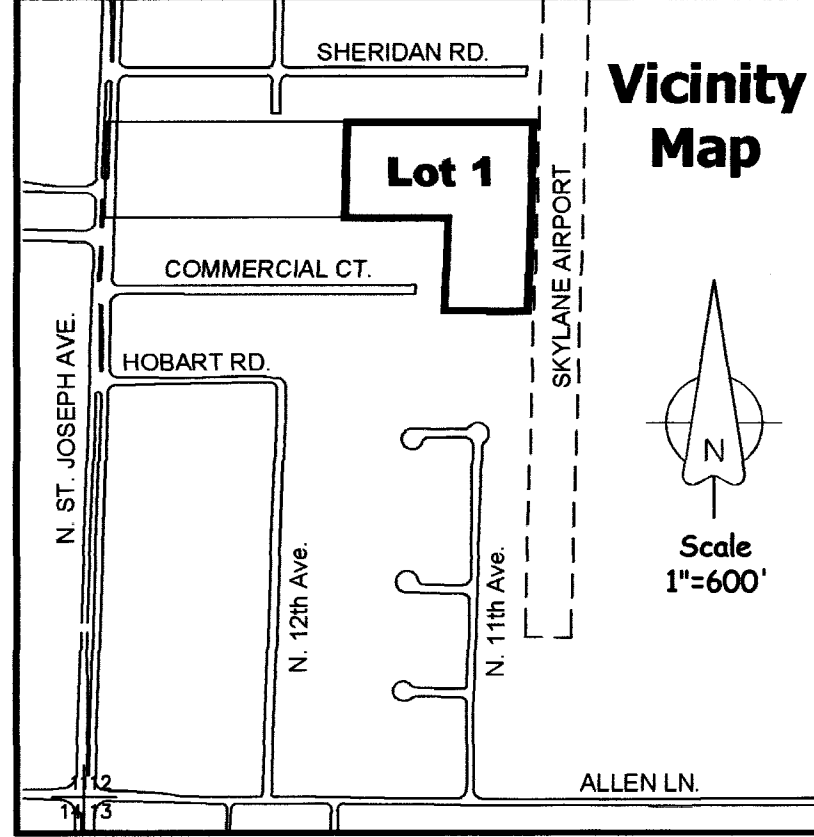 SHERIDAN RD.
Vicinity
Map
Lot 1
SKYLANE AIRPORT
COMMERCIAL CT.
N. ST. JOSEPH AVE.
HOBART RD.
N
Scale
1"=600'
N. 12th Ave.
N. 11th Ave.
ALLEN LN.
11 12
14 13